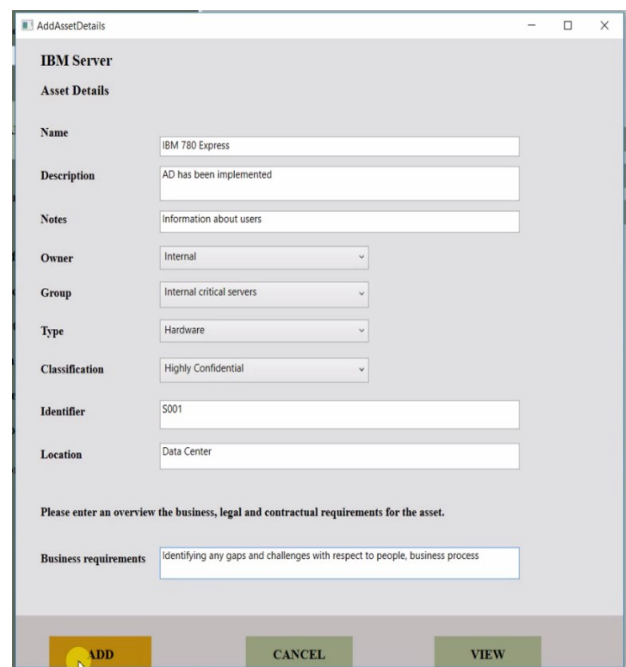 AddAssetDetails
IBM Server
Asset Details
Name
IBM 780 Express
Description
AD has been implemented
Notes
Information about users
Owner
Internal
Group
Internal critical servers
Type
Hardware
Classification
Highly Confidential
Identifier
S001
Location
Data Center
Please enter an overview the business, legal and contractual requirements for the asset.
Business requirements
Identifying any gaps and challenges with respect to people, business process
ADD
CANCEL
VIEW